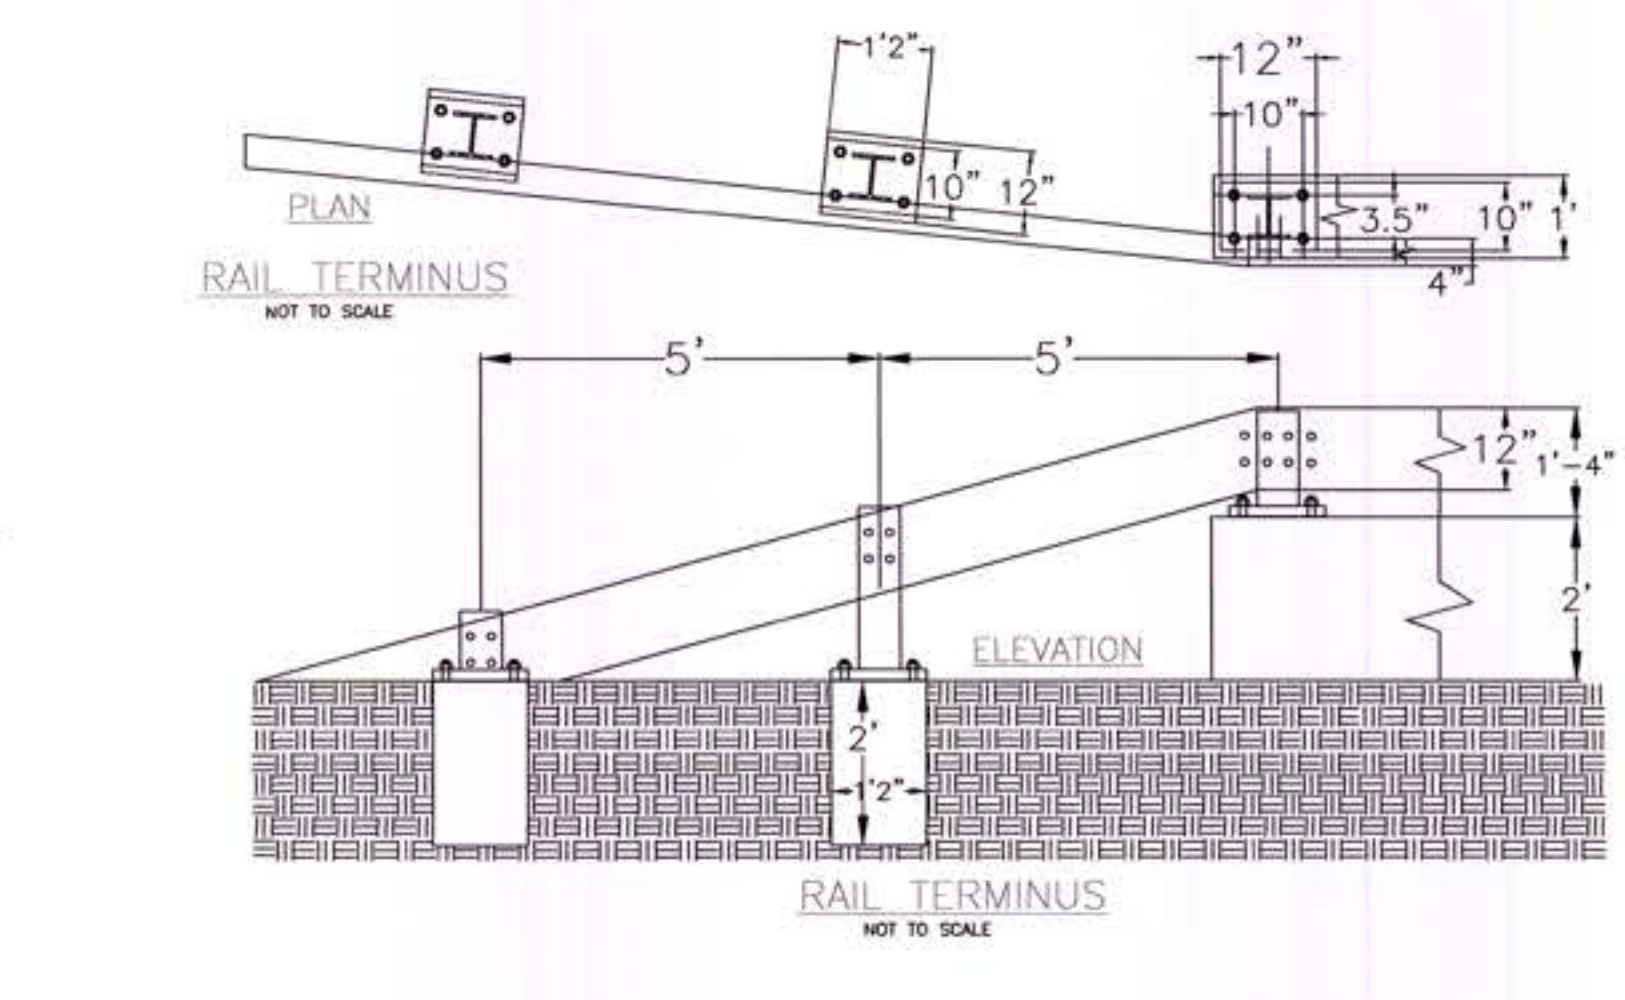 1'2"
12"
10"
10"
12"
3.5"
10"
1'
4"
PLAN
RAIL TERMINUS
NOT TO SCALE
5'
5'
12"
1'-4"
2'
ELEVATION
2'
1'2"
RAIL TERMINUS
NOT TO SCALE